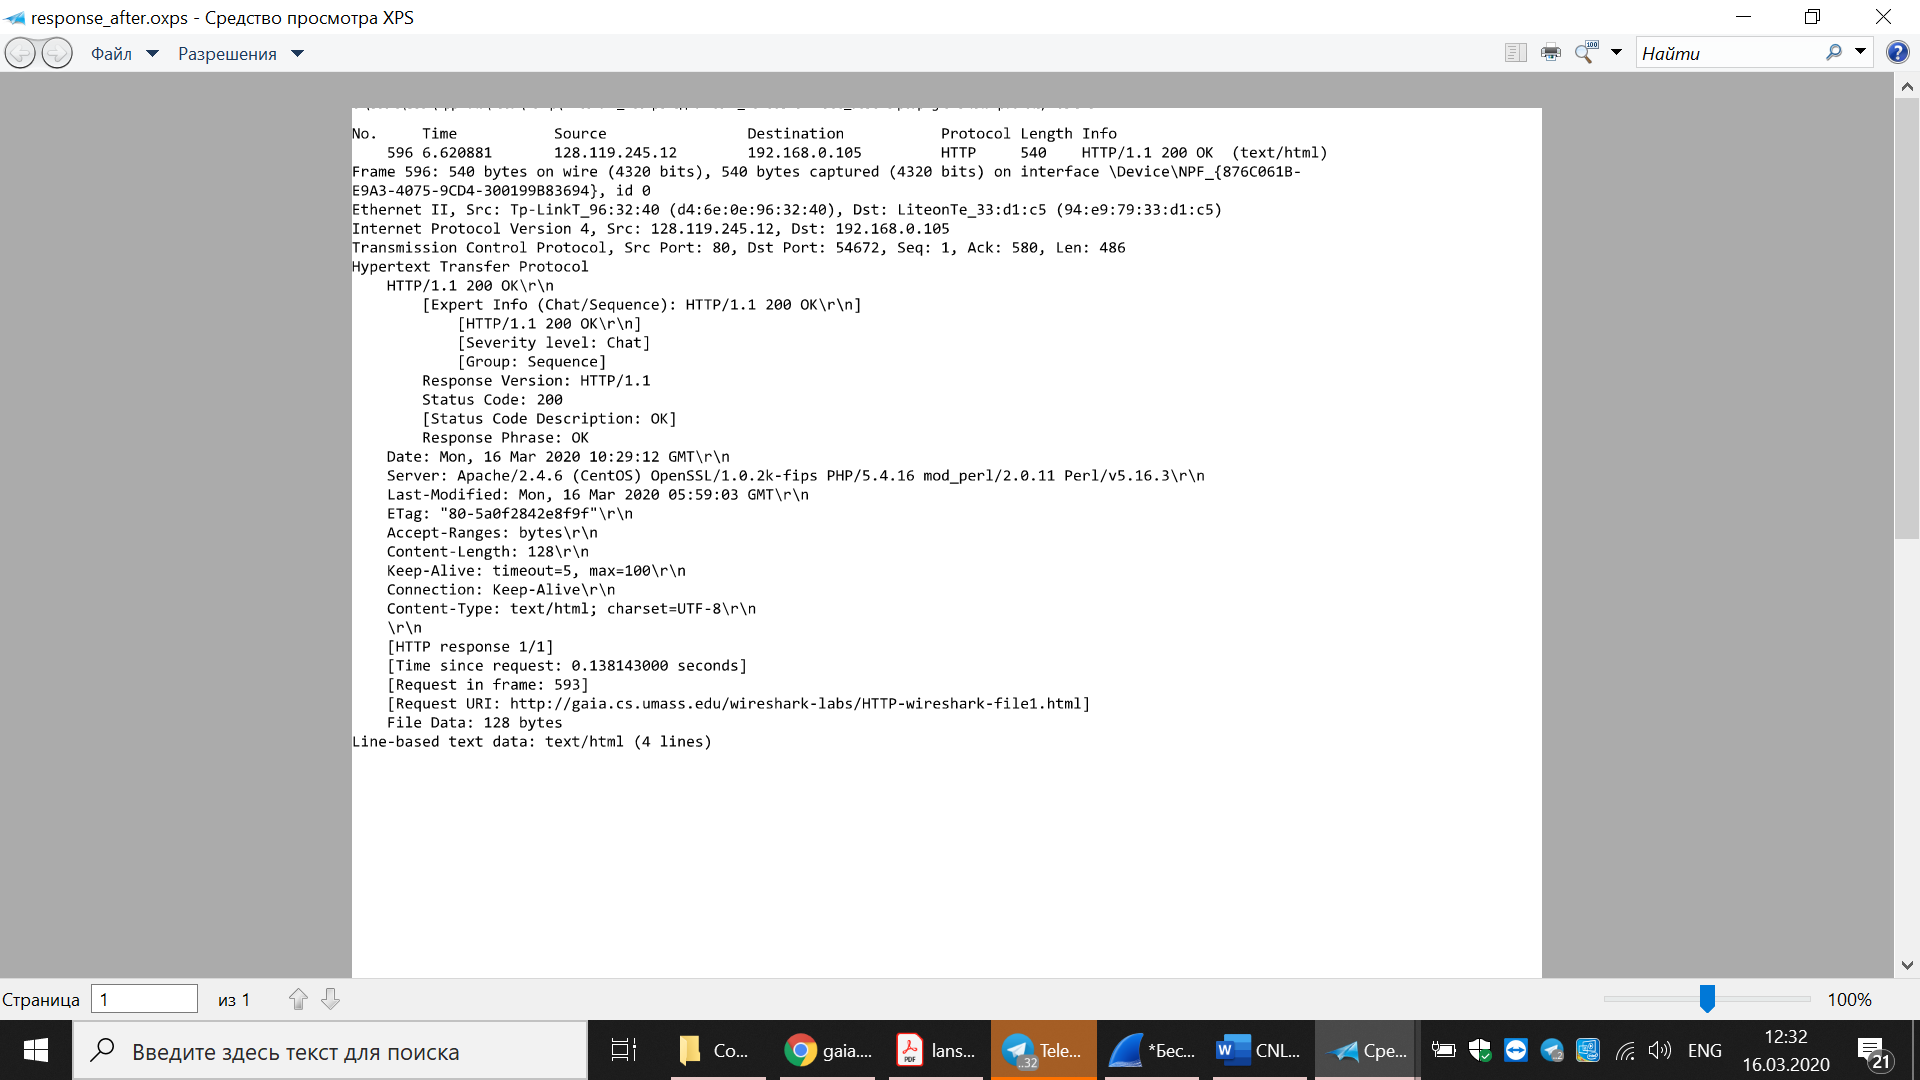 response_after.oxps - Средство просмотра XPS
Файл Разрешения Найти
No. Time Source Destination Protocol Length Info
596 6.620881 128.119.245.12 192.168.0.105 HTTP 540 HTTP/1.1 200 OK (text/html)
Frame 596: 540 bytes on wire (4320 bits), 540 bytes captured (4320 bits) on interface \Device\NPF_{876C061B-
E9A3-4075-9CD4-300199B83694}, id 0
Ethernet II, Src: Tp-LinkT_96:32:40 (d4:6e:0e:96:32:40), Dst: LiteonTe_33:d1:c5 (94:e9:79:33:d1:c5)
Internet Protocol Version 4, Src: 128.119.245.12, Dst: 192.168.0.105
Transmission Control Protocol, Src Port: 80, Dst Port: 54672, Seq: 1, Ack: 580, Len: 486
Hypertext Transfer Protocol
HTTP/1.1 200 OK\r\n
[Expert Info (Chat/Sequence): HTTP/1.1 200 OK\r\n]
[HTTP/1.1 200 OK\r\n]
[Severity level: Chat]
[Group: Sequence]
Response Version: HTTP/1.1
Status Code: 200
[Status Code Description: OK]
Response Phrase: OK
Date: Mon, 16 Mar 2020 10:29:12 GMT\r\n
Server: Apache/2.4.6 (CentOS) OpenSSL/1.0.2k-fips PHP/5.4.16 mod_perl/2.0.11 Perl/v5.16.3\r\n
Last-Modified: Mon, 16 Mar 2020 05:59:03 GMT\r\n
ETag: "80-5a0f2842e8f9f"\r\n
Accept-Ranges: bytes\r\n
Content-Length: 128\r\n
Keep-Alive: timeout=5, max=100\r\n
Connection: Keep-Alive\r\n
Content-Type: text/html; charset=UTF-8\r\n
\r\n
[HTTP response 1/1]
[Time since request: 0.138143000 seconds]
[Request in frame: 593]
[Request URI: http://gaia.cs.umass.edu/wireshark-labs/HTTP-wireshark-file1.html]
File Data: 128 bytes
Line-based text data: text/html (4 lines)
Страница 1 из 1 100%
Введите здесь текст для поиска Co... gaia.... lans... Tele... *Бес... CNL... Сре... ENG 12:32
16.03.2020 21